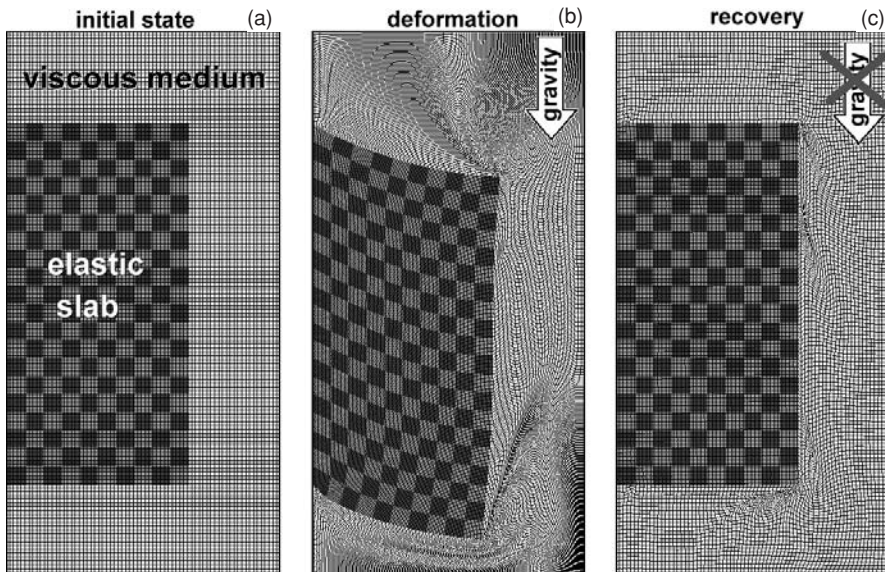 initial state
(a)
viscous medium
elastic
slab
deformation
(b)
gravity
recovery
(c)
gravity